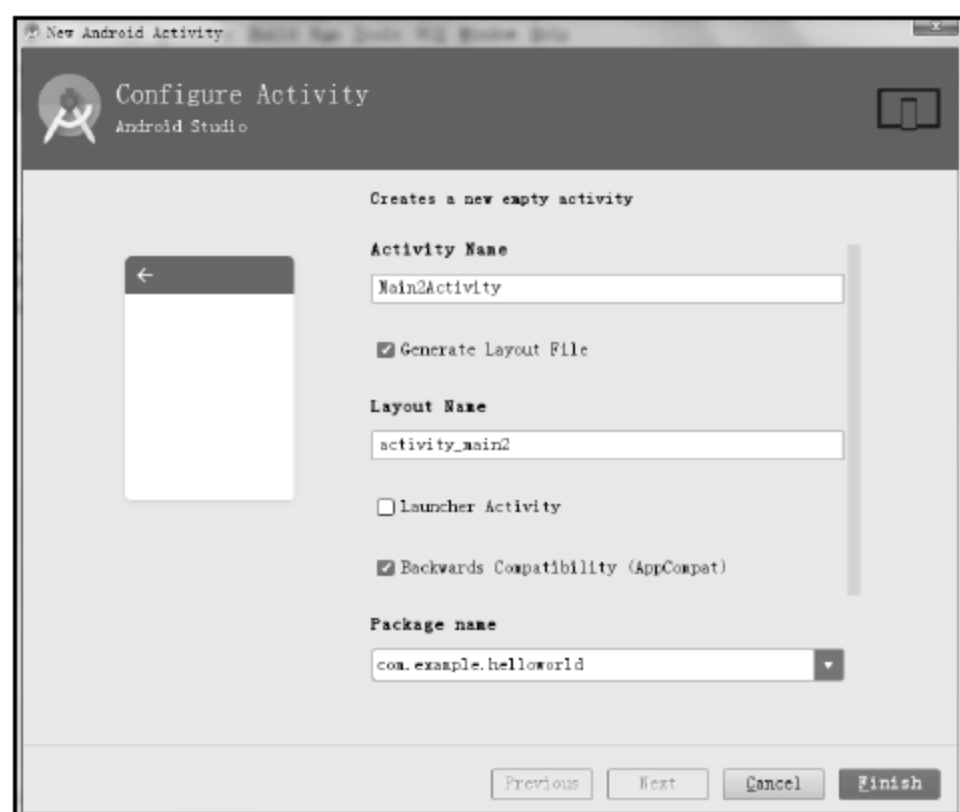 New Android Activity
Configure Activity
Android Studio
Creates a new empty activity
Activity Name
Main2Activity
Generate Layout File
Layout Name
activity_main2
Launcher Activity
Backwards Compatibility (AppCompat)
Package name
com.example.helloworld
Previous
Next
Cancel
Finish